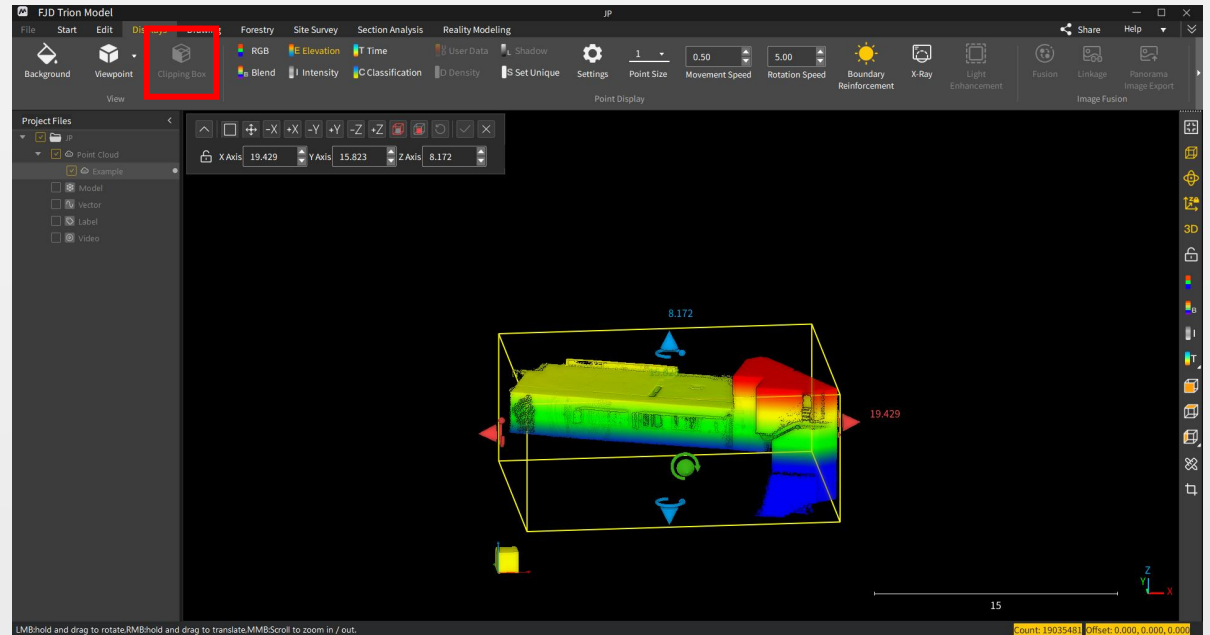 FJD Trion Model
JP
File Start Edit Displays Drawing Forestry Site Survey Section Analysis Reality Modeling Share Help
RGB E Elevation T Time User Data L Shadow
Background Viewpoint Clipping Box
B Blend I Intensity C Classification D Density S Set Unique Settings
1 Point Size
0.50 Movement Speed
5.00 Rotation Speed
Boundary Reinforcement
X-Ray
Light Enhancement
Fusion Linkage
Panorama Image Export
View Point Display Image Fusion
Project Files
JP
Point Cloud
Example
Model
Vector
Label
Video
-X +X -Y +Y -Z +Z
X Axis 19.429 Y Axis 15.823 Z Axis 8.172
3D
B
I
T
8.172
19.429
Z
Y
X
15
LMB:hold and drag to rotate.RMB:hold and drag to translate.MMB:Scroll to zoom in / out.
Count: 19035481 Offset: 0.000, 0.000, 0.000